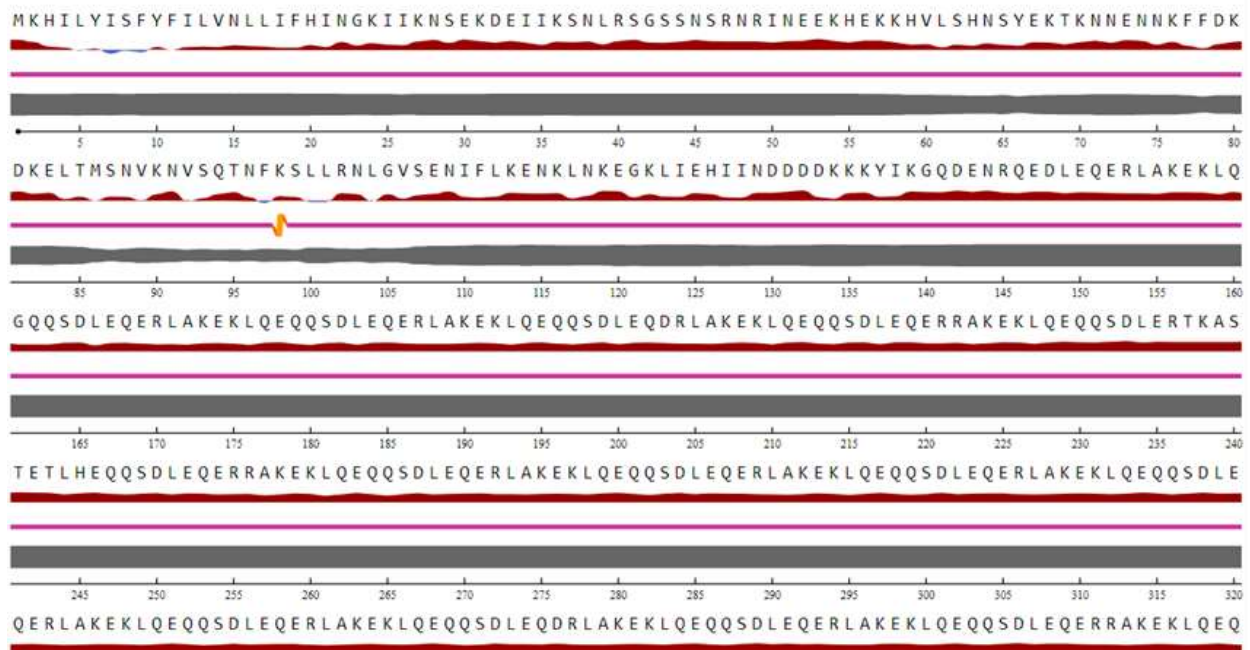 MKHILYISFYFILVNLLIFHINGKIIKNSEKDEIIKSNLRSGSSNSRNRINEEKHEKKHVLSHNSYEKTKNNENNKFFDK
5 10 15 20 25 30 35 40 45 50 55 60 65 70 75 80
DKELTMSNVKNVSQTNFKSLLRNLGVSENIFLKENKLNKEGKLIEHIINDDDDKKKYIKGQDENRQEDLEQERLAKEKLQ
85 90 95 100 105 110 115 120 125 130 135 140 145 150 155 160
GQQSDLEQERLAKEKLQEQQSDLEQERLAKEKLQEQQSDLEQDRLAKEKLQEQQSDLEQERRAKEKLQEQQSDLERTKAS
165 170 175 180 185 190 195 200 205 210 215 220 225 230 235 240
TETLHEQQSDLEQERRAKEKLQEQQSDLEQERLAKEKLQEQQSDLEQERLAKEKLQEQQSDLEQERLAKEKLQEQQSDLE
245 250 255 260 265 270 275 280 285 290 295 300 305 310 315 320
QERLAKEKLQEQQSDLEQERLAKEKLQEQQSDLEQDRLAKEKLQEQQSDLEQERLAKEKLQEQQSDLEQERRAKEKLQEQ